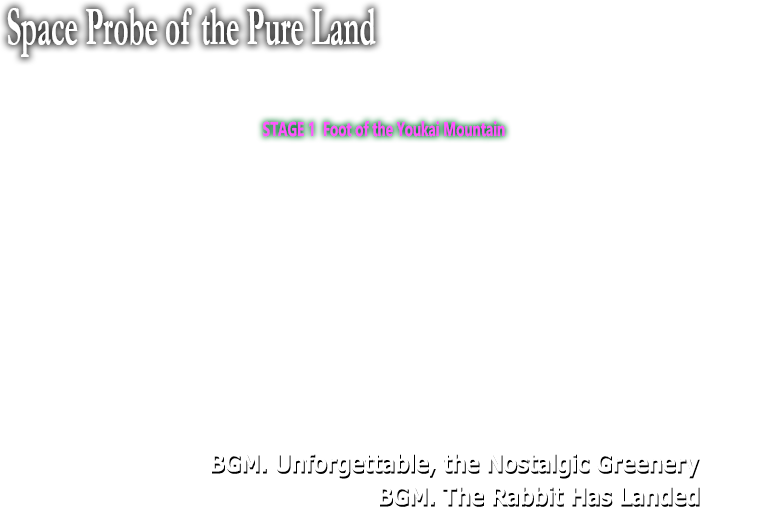 Space Probe of the Pure Land
STAGE 1 Foot of the Youkai Mountain
BGM. Unforgettable, the Nostalgic Greenery
BGM. The Rabbit Has Landed